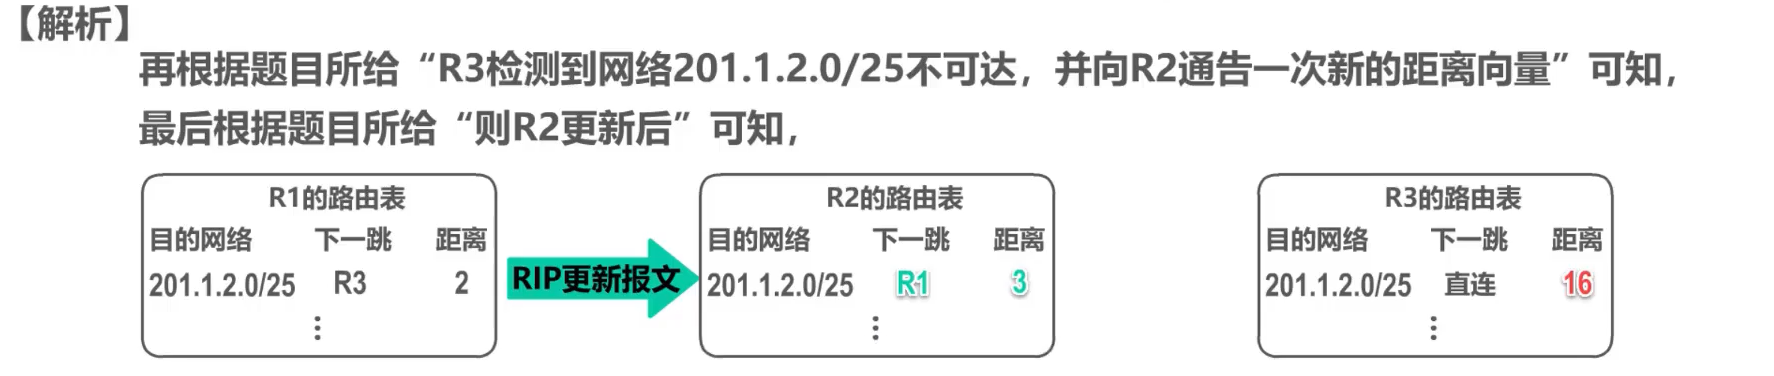 【解析】
再根据题目所给“R3检测到网络201.1.2.0/25不可达，并向R2通告一次新的距离向量”可知，
最后根据题目所给“则R2更新后”可知，
R1的路由表
目的网络 下一跳 距离
201.1.2.0/25 R3 2
⋮
RIP更新报文
R2的路由表
目的网络 下一跳 距离
201.1.2.0/25 R1 3
⋮
R3的路由表
目的网络 下一跳 距离
201.1.2.0/25 直连 16
⋮